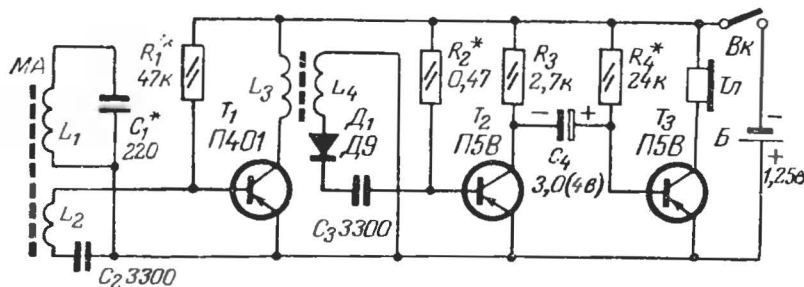 МА
L₁
C₁*
220
L₂
C₂ 3300
R₁*
47к
T₁
П401
L₃
L₄
Д₁
Д9
C₃ 3300
R₂*
0,47
T₂
П5В
R₃
2,7к
− +
C₄
3,0(4в)
R₄*
24к
T₃
П5В
Тл
Вк
Б
−
+
1,25в